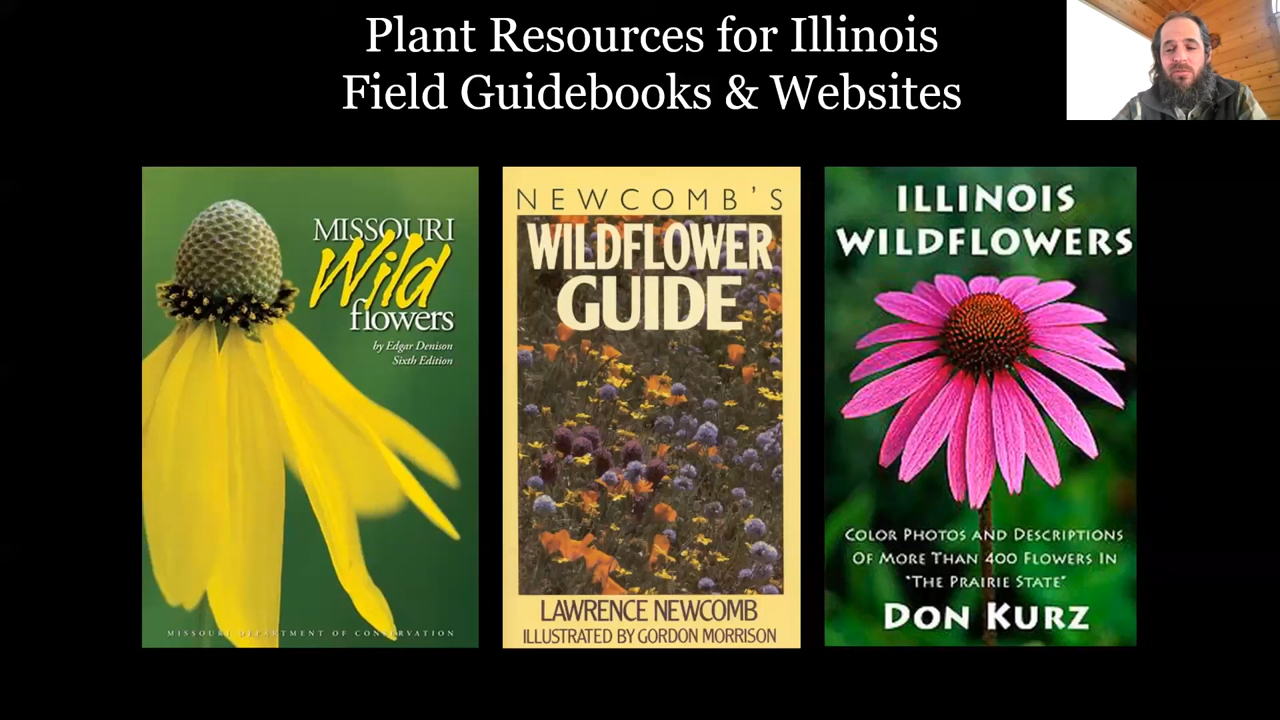 Plant Resources for Illinois
Field Guidebooks & Websites
MISSOURI
Wild
flowers
by Edgar Denison
Sixth Edition
MISSOURI DEPARTMENT OF CONSERVATION
NEWCOMB'S
WILDFLOWER
GUIDE
LAWRENCE NEWCOMB
ILLUSTRATED BY GORDON MORRISON
ILLINOIS
WILDFLOWERS
COLOR PHOTOS AND DESCRIPTIONS
OF MORE THAN 400 FLOWERS IN
"THE PRAIRIE STATE"
DON KURZ